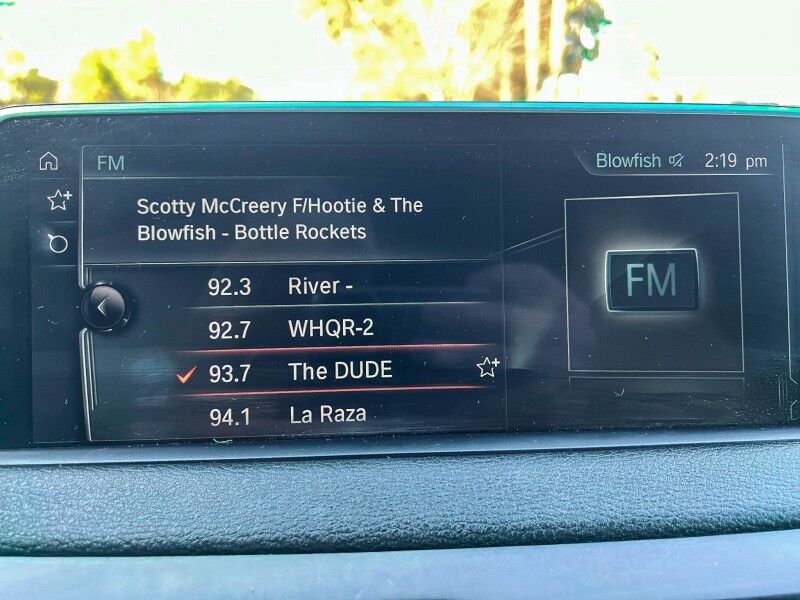 FM
Blowfish 2:19 pm
Scotty McCreery F/Hootie & The
Blowfish - Bottle Rockets
92.3 River -
92.7 WHQR-2
93.7 The DUDE
94.1 La Raza
FM